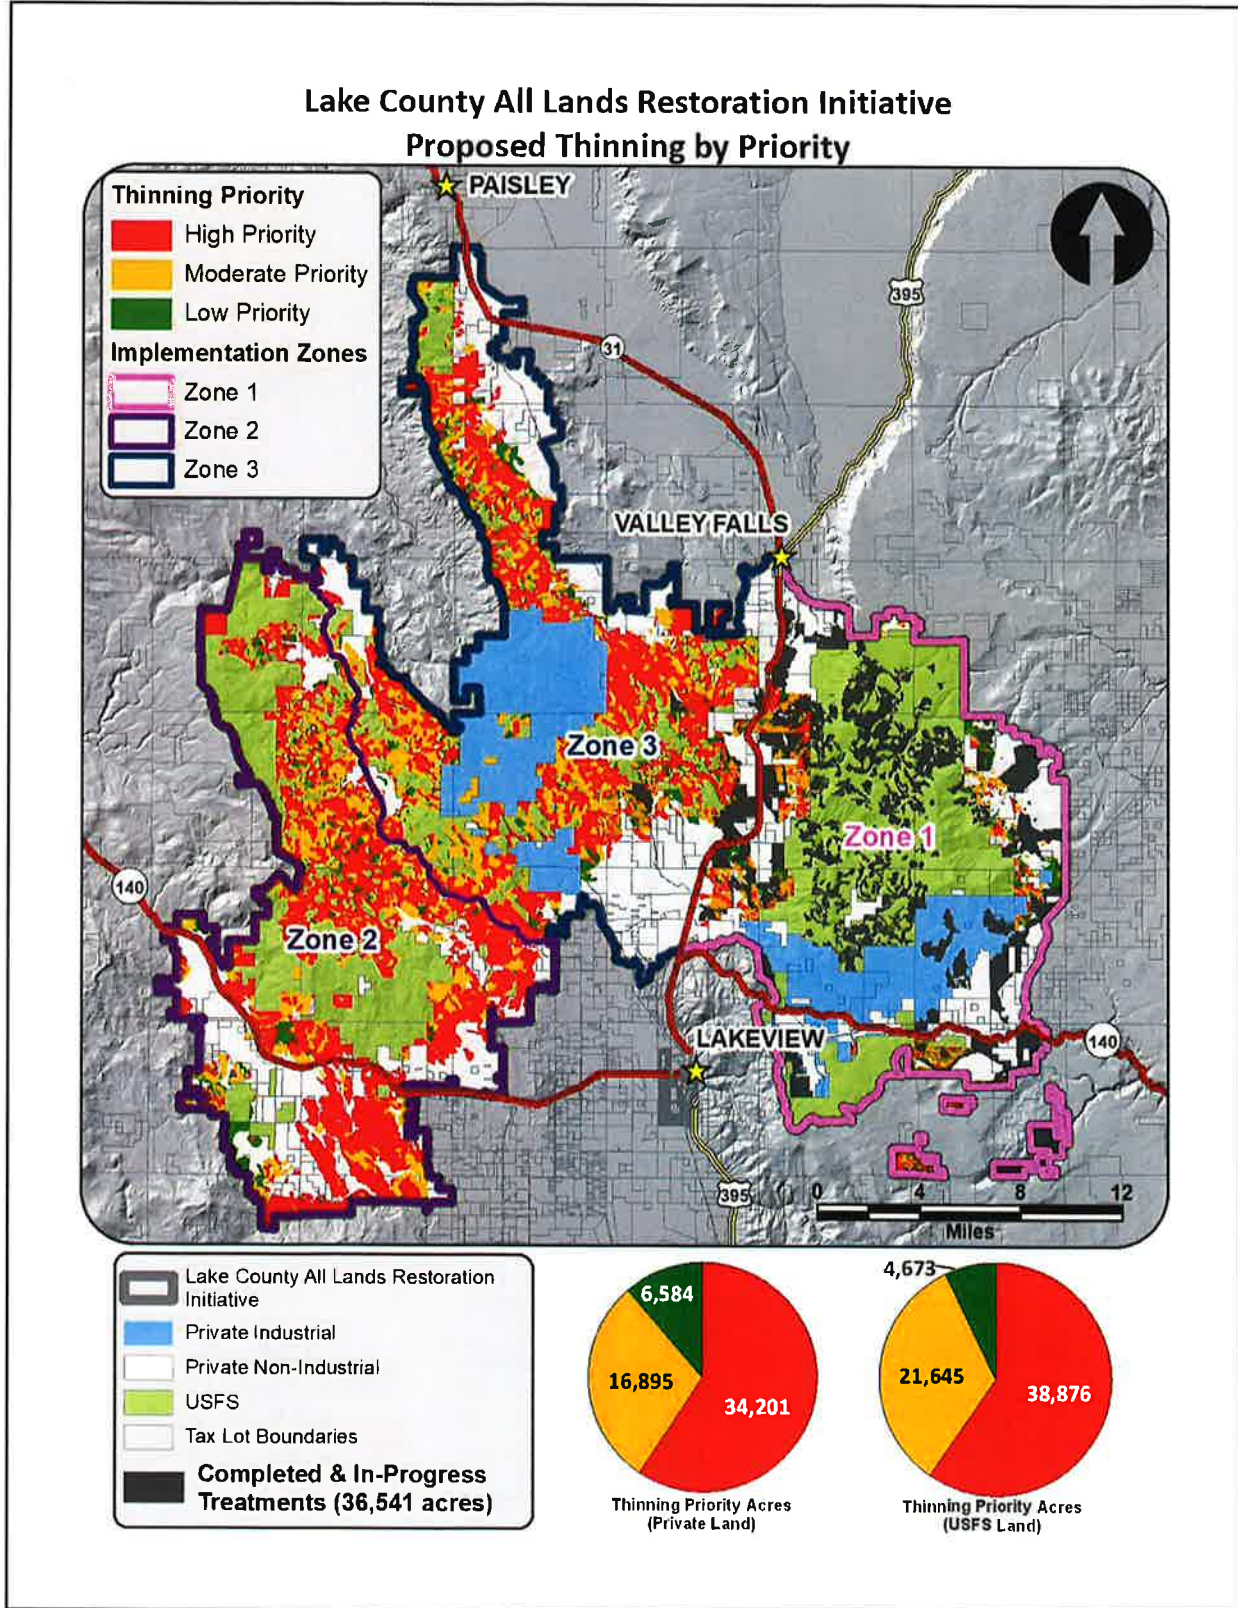 Lake County All Lands Restoration Initiative
Proposed Thinning by Priority
Thinning Priority
High Priority
Moderate Priority
Low Priority
Implementation Zones
Zone 1
Zone 2
Zone 3
PAISLEY
395
31
VALLEY FALLS
Zone 3
Zone 1
140
Zone 2
LAKEVIEW
140
395
0 4 8 12
Miles
Lake County All Lands Restoration
Initiative
Private Industrial
Private Non-Industrial
USFS
Tax Lot Boundaries
Completed & In-Progress
Treatments (36,541 acres)
6,584
16,895
34,201
Thinning Priority Acres
(Private Land)
4,673
21,645
38,876
Thinning Priority Acres
(USFS Land)